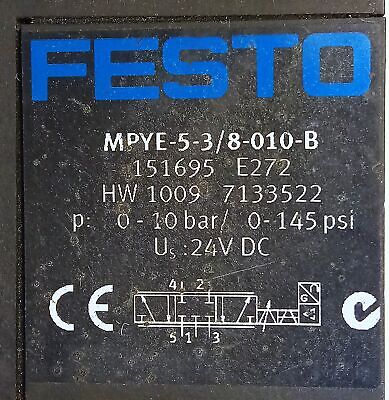 FESTO
MPYE-5-3/8-010-B
151695 E272
HW 1009 7133522
p: 0-10 bar/ 0-145 psi
Us :24V DC
4 2
G
5 1 3
CE